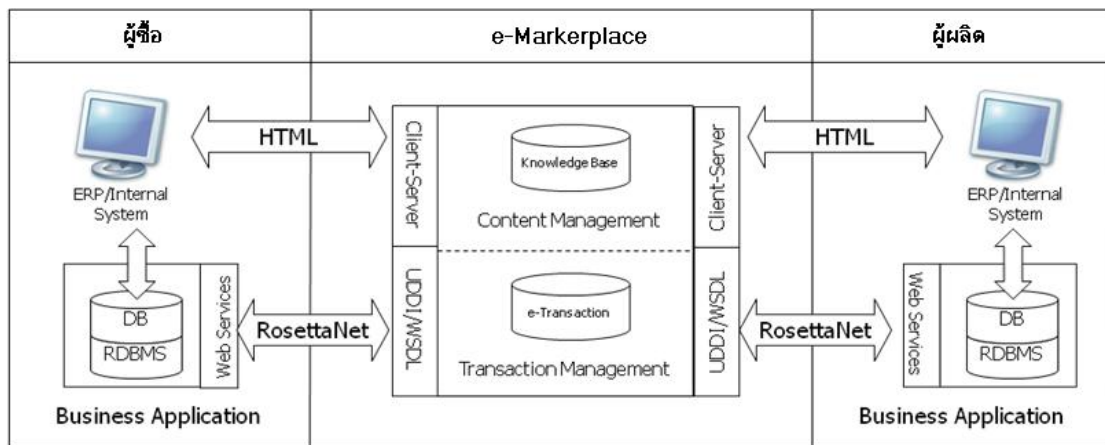 ผู้ซื้อ
e-Markerplace
ผู้ผลิต
HTML
ERP/Internal
System
DB
RDBMS
Web Services
Business Application
RosettaNet
Client-Server
UDDI/WSDL
Knowledge Base
Content Management
e-Transaction
Transaction Management
Client-Server
UDDI/WSDL
HTML
RosettaNet
ERP/Internal
System
Web Services
DB
RDBMS
Business Application